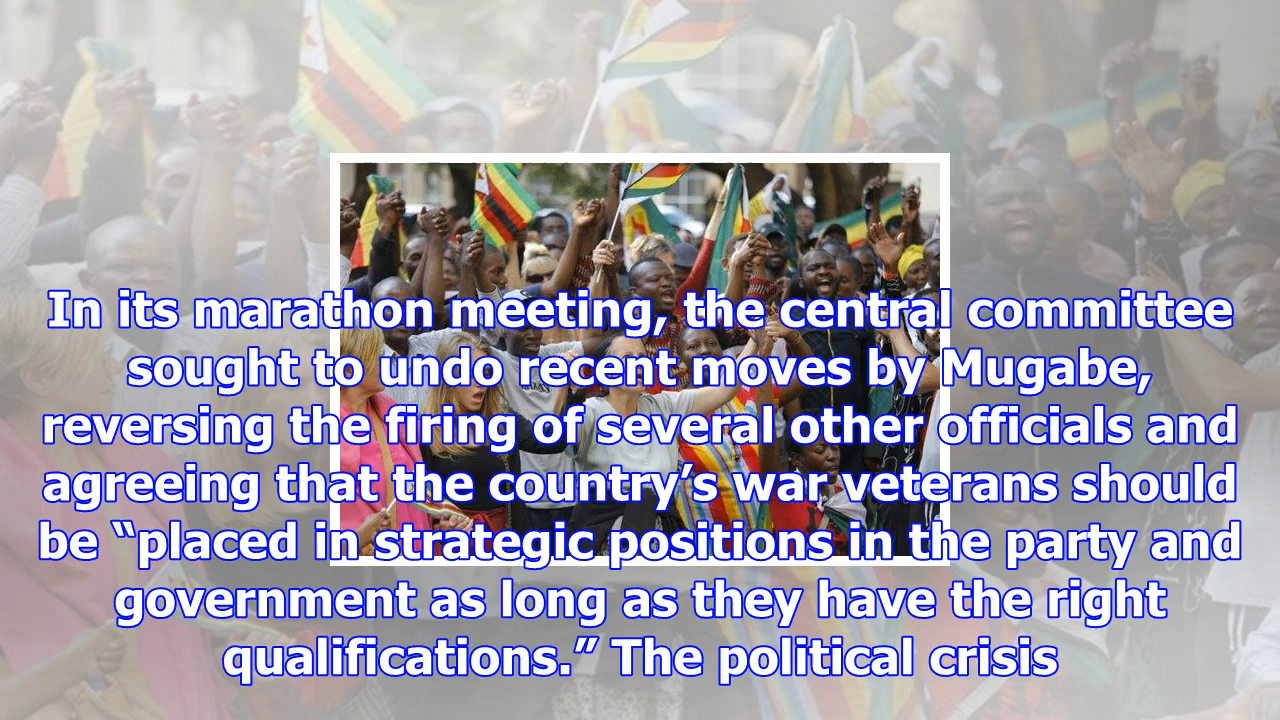 In its marathon meeting, the central committee
sought to undo recent moves by Mugabe,
reversing the firing of several other officials and
agreeing that the country’s war veterans should
be “placed in strategic positions in the party and
government as long as they have the right
qualifications.” The political crisis